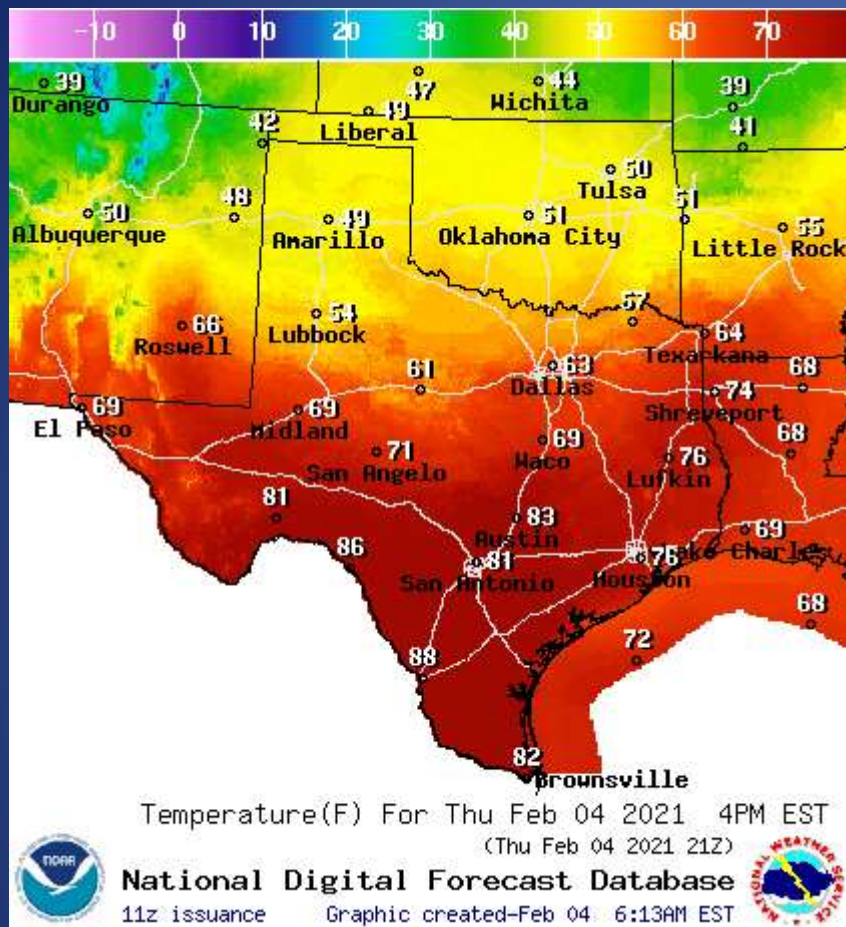 -10 0 10 20 30 40 50 60 70
39 47 44 39
Durango Wichita
49
Liberal
42 41
50
Tulsa
50 48 49 51 51 55
Albuquerque Amarillo Oklahoma City Little Rock
66 54 57 64
Roswell Lubbock Texarkana
61 63 68
Dallas
74
Shreveport
69 69
El Paso Midland
71 69 76 68
San Angelo Waco Lufkin
81 83 69
Austin Lake Charles
86 81 76
San Antonio Houston
68
88 72
82
Brownsville
Temperature(F) For Thu Feb 04 2021 4PM EST
(Thu Feb 04 2021 21Z)
NOAA
National Digital Forecast Database
11z issuance Graphic created-Feb 04 6:13AM EST
NATIONAL WEATHER SERVICE